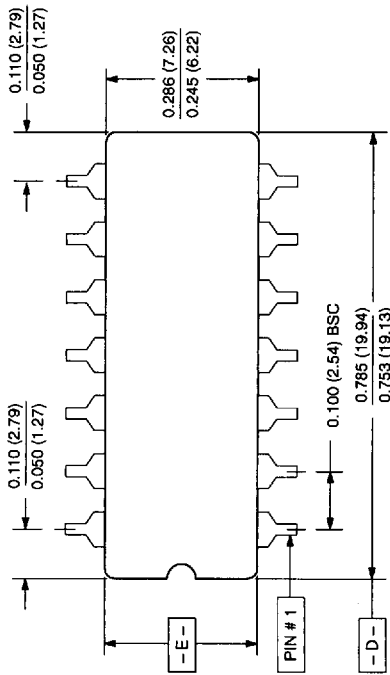 0.110 (2.79)
0.050 (1.27)
0.286 (7.26)
0.245 (6.22)
0.110 (2.79)
0.050 (1.27)
0.100 (2.54) BSC
0.785 (19.94)
0.753 (19.13)
- E -
PIN # 1
- D -